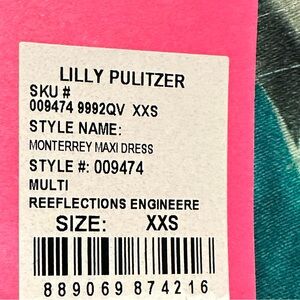 LILLY PULITZER
SKU #
009474 9992QV XXS
STYLE NAME:
MONTERREY MAXI DRESS
STYLE #: 009474
MULTI
REEFLECTIONS ENGINEERE
SIZE: XXS
889069 874216